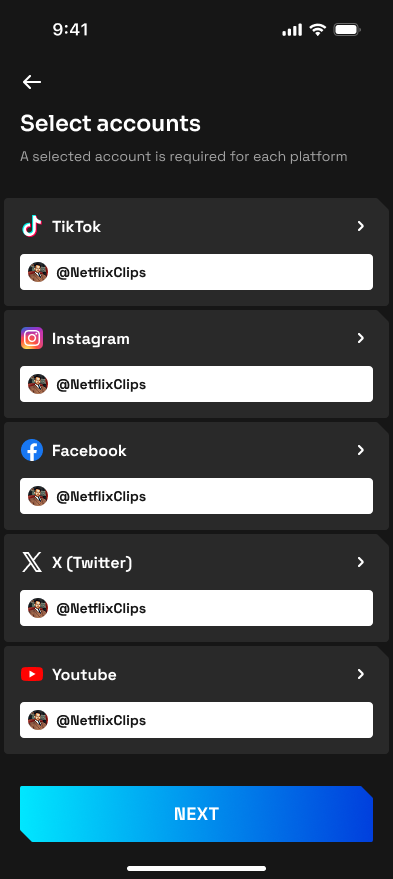 9:41
Select accounts
A selected account is required for each platform
TikTok
@NetflixClips
Instagram
@NetflixClips
Facebook
@NetflixClips
X (Twitter)
@NetflixClips
Youtube
@NetflixClips
NEXT